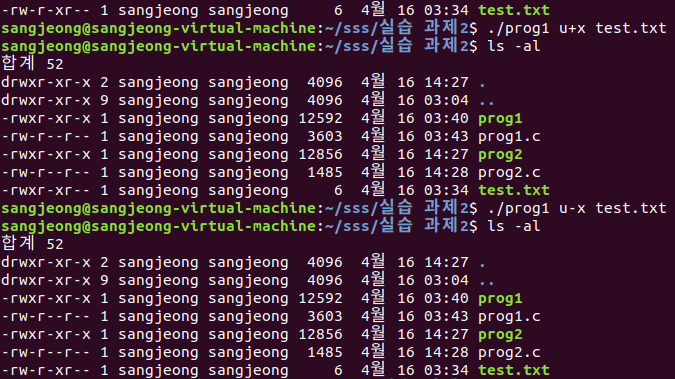 -rw-r-xr-- 1 sangjeong sangjeong     6  4월 16 03:34 test.txt
sangjeong@sangjeong-virtual-machine:~/sss/실습 과제2$ ./prog1 u+x test.txt
sangjeong@sangjeong-virtual-machine:~/sss/실습 과제2$ ls -al
합계 52
drwxr-xr-x 2 sangjeong sangjeong  4096  4월 16 14:27 .
drwxr-xr-x 9 sangjeong sangjeong  4096  4월 16 03:04 ..
-rwxr-xr-x 1 sangjeong sangjeong 12592  4월 16 03:40 prog1
-rw-r--r-- 1 sangjeong sangjeong  3603  4월 16 03:43 prog1.c
-rwxr-xr-x 1 sangjeong sangjeong 12856  4월 16 14:27 prog2
-rw-r--r-- 1 sangjeong sangjeong  1485  4월 16 14:28 prog2.c
-rwxr-xr-- 1 sangjeong sangjeong     6  4월 16 03:34 test.txt
sangjeong@sangjeong-virtual-machine:~/sss/실습 과제2$ ./prog1 u-x test.txt
sangjeong@sangjeong-virtual-machine:~/sss/실습 과제2$ ls -al
합계 52
drwxr-xr-x 2 sangjeong sangjeong  4096  4월 16 14:27 .
drwxr-xr-x 9 sangjeong sangjeong  4096  4월 16 03:04 ..
-rwxr-xr-x 1 sangjeong sangjeong 12592  4월 16 03:40 prog1
-rw-r--r-- 1 sangjeong sangjeong  3603  4월 16 03:43 prog1.c
-rwxr-xr-x 1 sangjeong sangjeong 12856  4월 16 14:27 prog2
-rw-r--r-- 1 sangjeong sangjeong  1485  4월 16 14:28 prog2.c
-rw-r-xr-- 1 sangjeong sangjeong     6  4월 16 03:34 test.txt